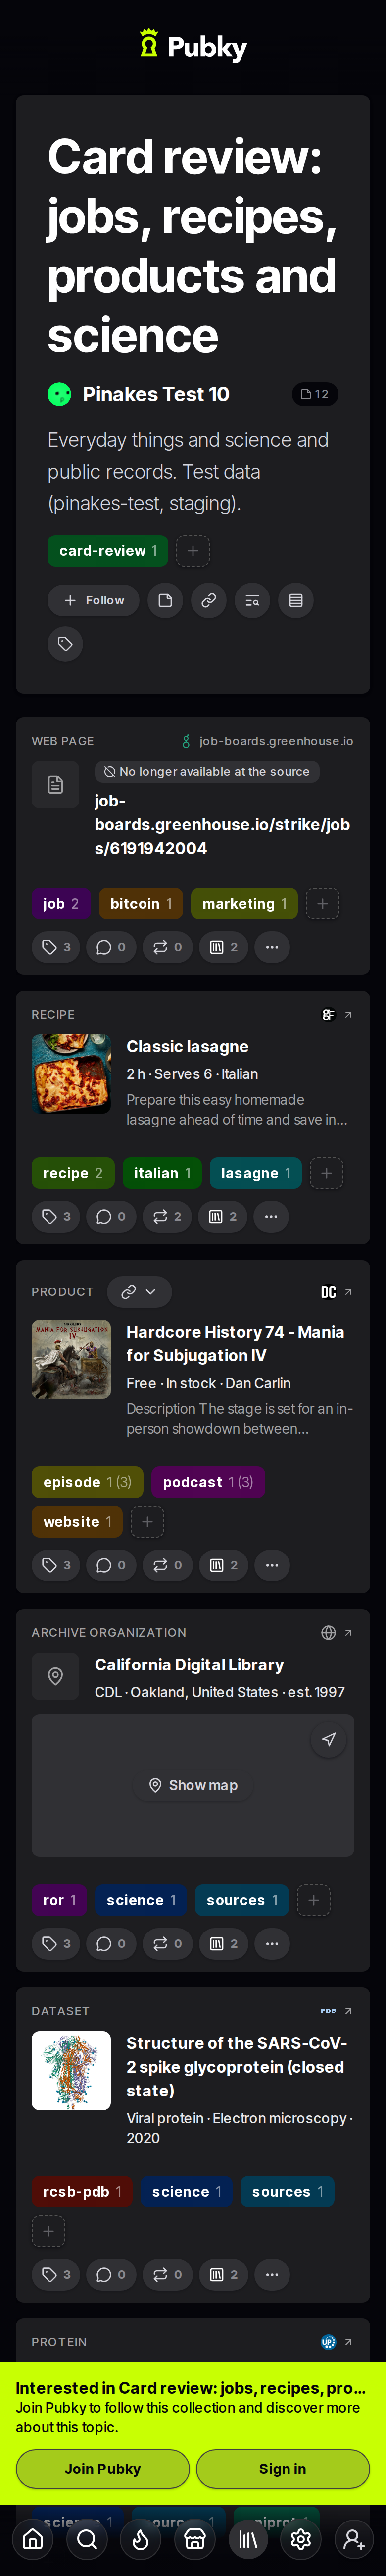 Pubky
Card review:
jobs, recipes,
products and
science
Pinakes Test 10
12
Everyday things and science and
public records. Test data
(pinakes-test, staging).
card-review 1
Follow
WEB PAGE
job-boards.greenhouse.io
No longer available at the source
job-
boards.greenhouse.io/strike/job
s/6191942004
job 2 bitcoin 1 marketing 1
3 0 0 2
RECIPE
Classic lasagne
2 h · Serves 6 · Italian
Prepare this easy homemade
lasagne ahead of time and save in...
recipe 2 italian 1 lasagne 1
3 0 2 2
PRODUCT
DC
MANIA FOR SUBJUGATION
IV
Hardcore History 74 - Mania
for Subjugation IV
Free · In stock · Dan Carlin
Description The stage is set for an in-
person showdown between...
episode 1 (3) podcast 1 (3)
website 1
3 0 0 2
ARCHIVE ORGANIZATION
California Digital Library
CDL · Oakland, United States · est. 1997
Show map
ror 1 science 1 sources 1
3 0 0 2
DATASET
PDB
Structure of the SARS-CoV-
2 spike glycoprotein (closed
state)
Viral protein · Electron microscopy ·
2020
rcsb-pdb 1 science 1 sources 1
3 0 0 2
PROTEIN
UP
Interested in Card review: jobs, recipes, pro...
Join Pubky to follow this collection and discover more
about this topic.
Join Pubky Sign in